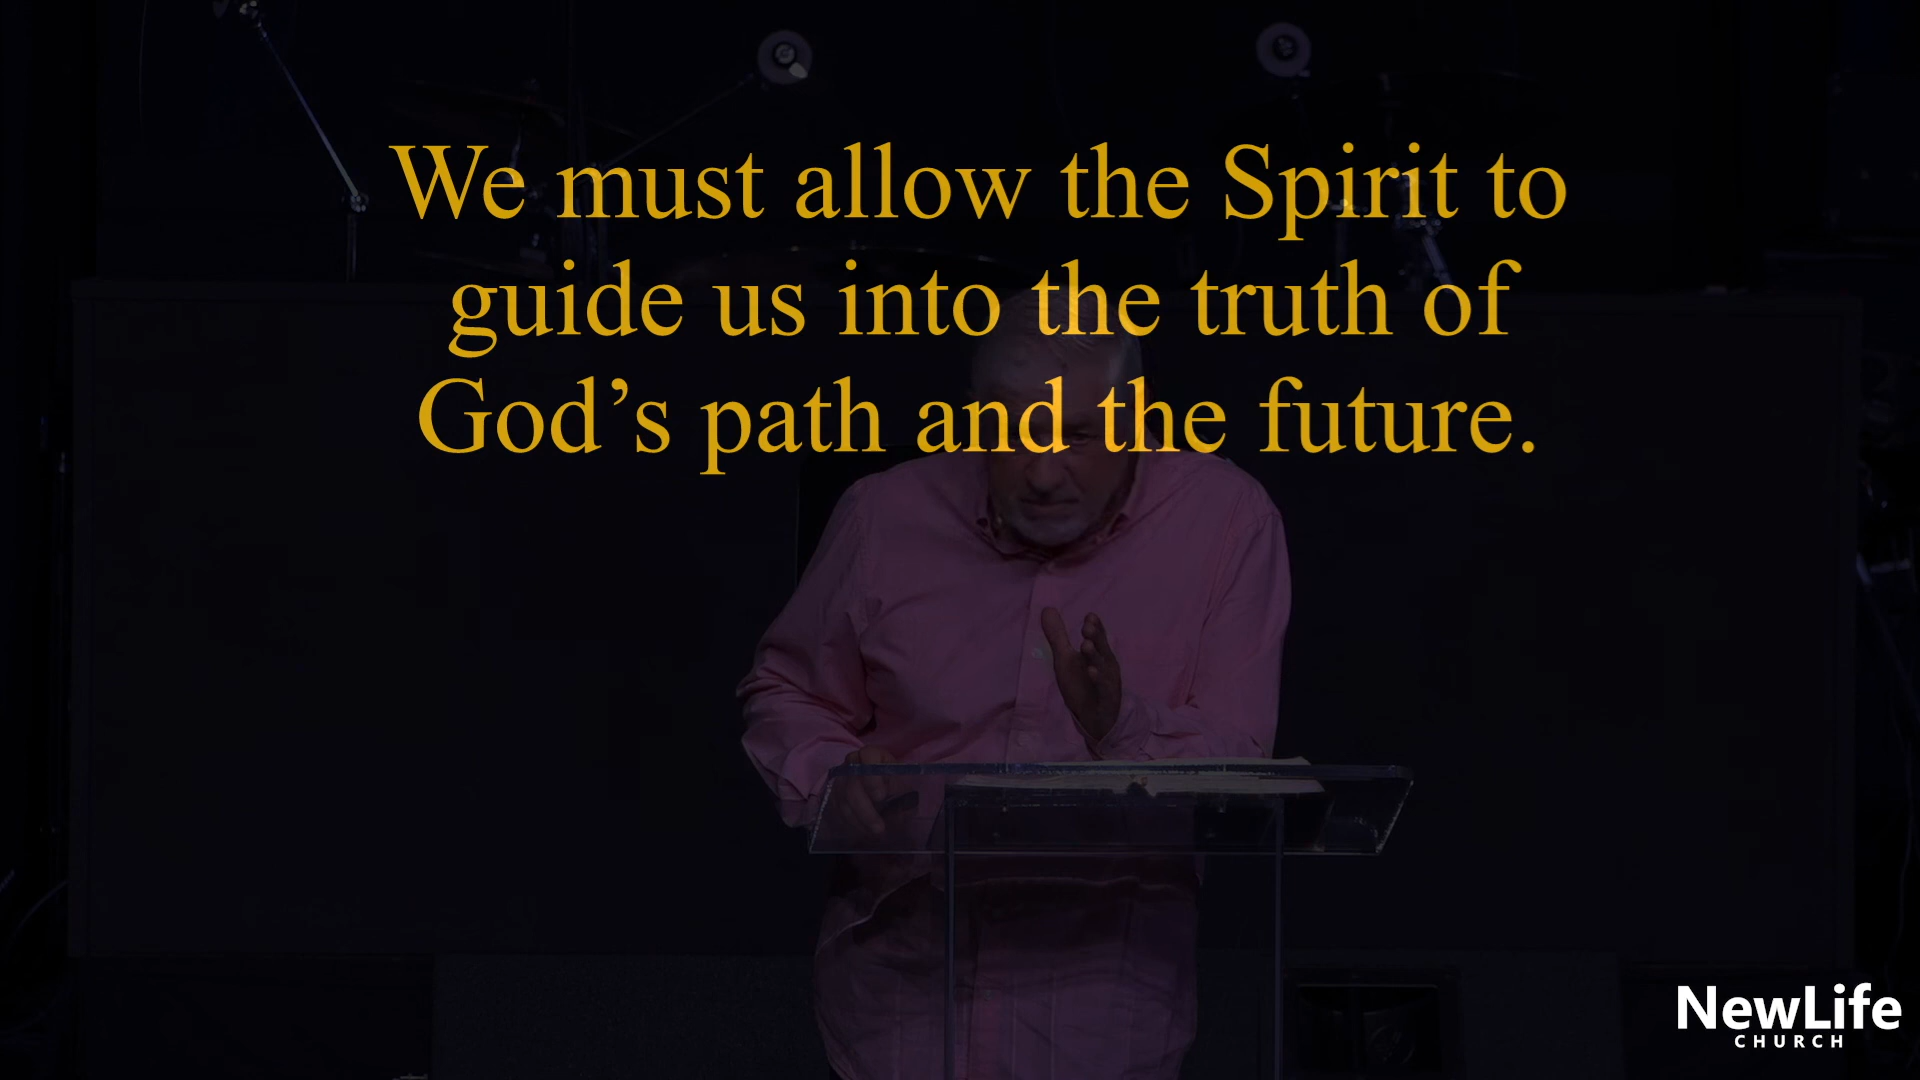 We must allow the Spirit to
guide us into the truth of
God’s path and the future.
NewLife
CHURCH